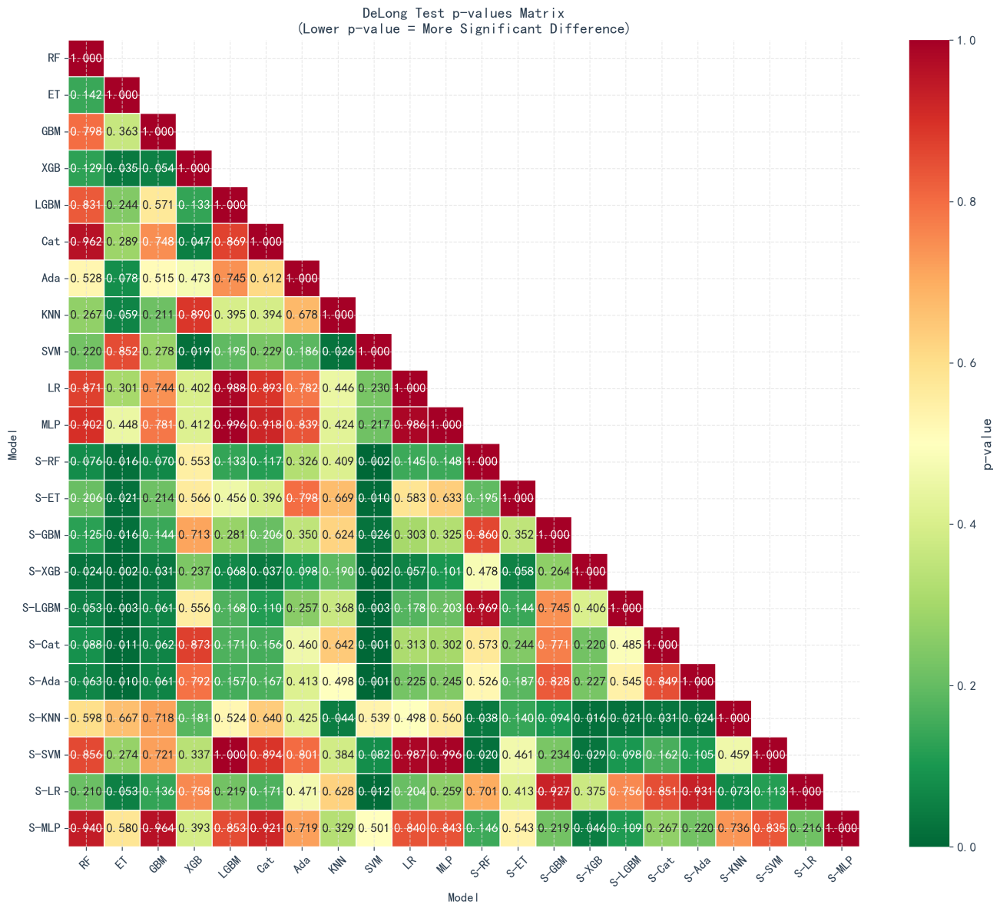 DeLong Test p-values Matrix
(Lower p-value = More Significant Difference)
RF 1.000
ET 0.142 1.000
GBM 0.798 0.363 1.000
XGB 0.129 0.035 0.054 1.000
LGBM 0.831 0.244 0.571 0.133 1.000
Cat 0.962 0.289 0.748 0.047 0.869 1.000
Ada 0.528 0.078 0.515 0.473 0.745 0.612 1.000
KNN 0.267 0.059 0.211 0.890 0.395 0.394 0.678 1.000
SVM 0.220 0.852 0.278 0.019 0.195 0.229 0.186 0.026 1.000
LR 0.871 0.301 0.744 0.402 0.988 0.893 0.782 0.446 0.230 1.000
MLP 0.902 0.448 0.781 0.412 0.996 0.918 0.839 0.424 0.217 0.986 1.000
S-RF 0.076 0.016 0.070 0.553 0.133 0.117 0.326 0.409 0.002 0.145 0.148 1.000
S-ET 0.206 0.021 0.214 0.566 0.456 0.396 0.798 0.669 0.010 0.583 0.633 0.195 1.000
S-GBM 0.125 0.016 0.144 0.713 0.281 0.206 0.350 0.624 0.026 0.303 0.325 0.860 0.352 1.000
S-XGB 0.024 0.002 0.031 0.237 0.068 0.037 0.098 0.190 0.002 0.057 0.101 0.478 0.058 0.264 1.000
S-LGBM 0.053 0.003 0.061 0.556 0.168 0.110 0.257 0.368 0.003 0.178 0.203 0.969 0.144 0.745 0.406 1.000
S-Cat 0.088 0.011 0.062 0.873 0.171 0.156 0.460 0.642 0.001 0.313 0.302 0.573 0.244 0.771 0.220 0.485 1.000
S-Ada 0.063 0.010 0.061 0.792 0.157 0.167 0.413 0.498 0.001 0.225 0.245 0.526 0.187 0.828 0.227 0.545 0.849 1.000
S-KNN 0.598 0.667 0.718 0.181 0.524 0.640 0.425 0.044 0.539 0.498 0.560 0.038 0.140 0.094 0.016 0.021 0.031 0.024 1.000
S-SVM 0.856 0.274 0.721 0.337 1.000 0.894 0.801 0.384 0.082 0.987 0.996 0.020 0.461 0.234 0.029 0.098 0.162 0.105 0.459 1.000
S-LR 0.210 0.053 0.136 0.758 0.219 0.171 0.471 0.628 0.012 0.204 0.259 0.701 0.413 0.927 0.375 0.756 0.851 0.931 0.073 0.113 1.000
S-MLP 0.940 0.580 0.964 0.393 0.853 0.921 0.719 0.329 0.501 0.840 0.843 0.146 0.543 0.219 0.046 0.109 0.267 0.220 0.736 0.835 0.216 1.000
RF ET GBM XGB LGBM Cat Ada KNN SVM LR MLP S-RF S-ET S-GBM S-XGB S-LGBM S-Cat S-Ada S-KNN S-SVM S-LR S-MLP
Model
Model
1.0
0.8
0.6
0.4
0.2
0.0
p-value